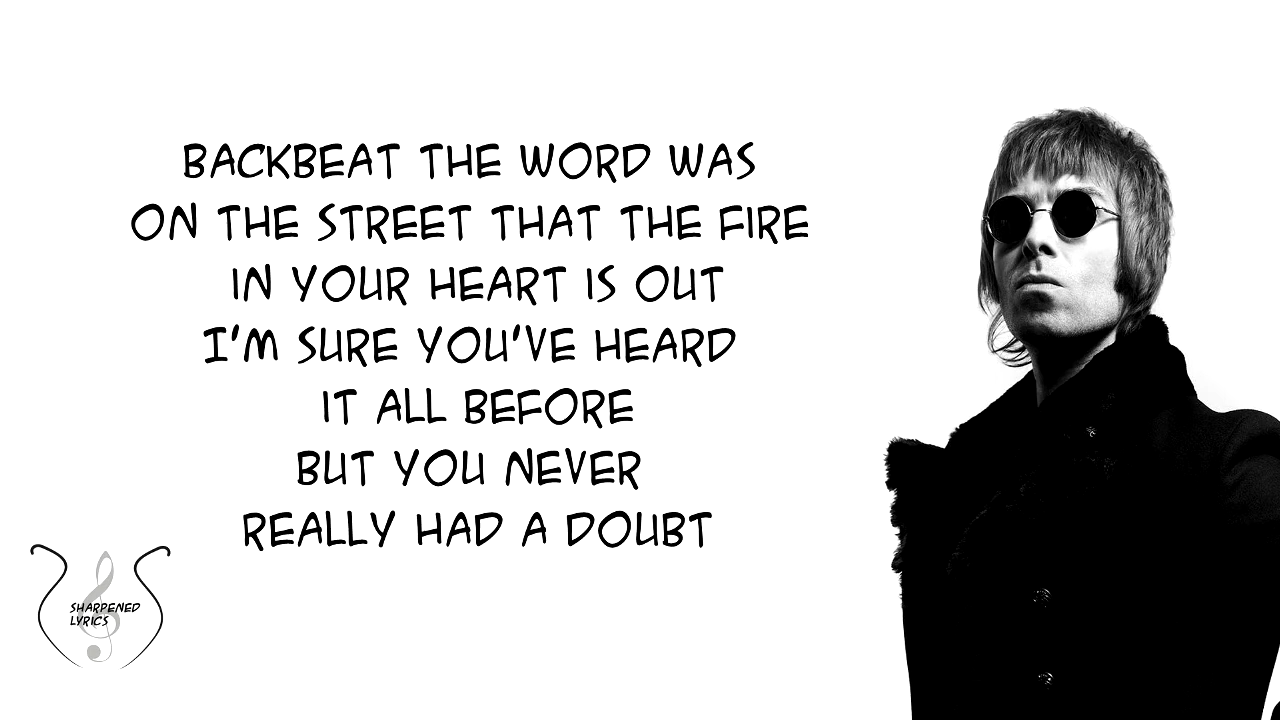 BACKBEAT THE WORD WAS
ON THE STREET THAT THE FIRE
IN YOUR HEART IS OUT
I'M SURE YOU'VE HEARD
IT ALL BEFORE
BUT YOU NEVER
REALLY HAD A DOUBT
SHARPENED
LYRICS